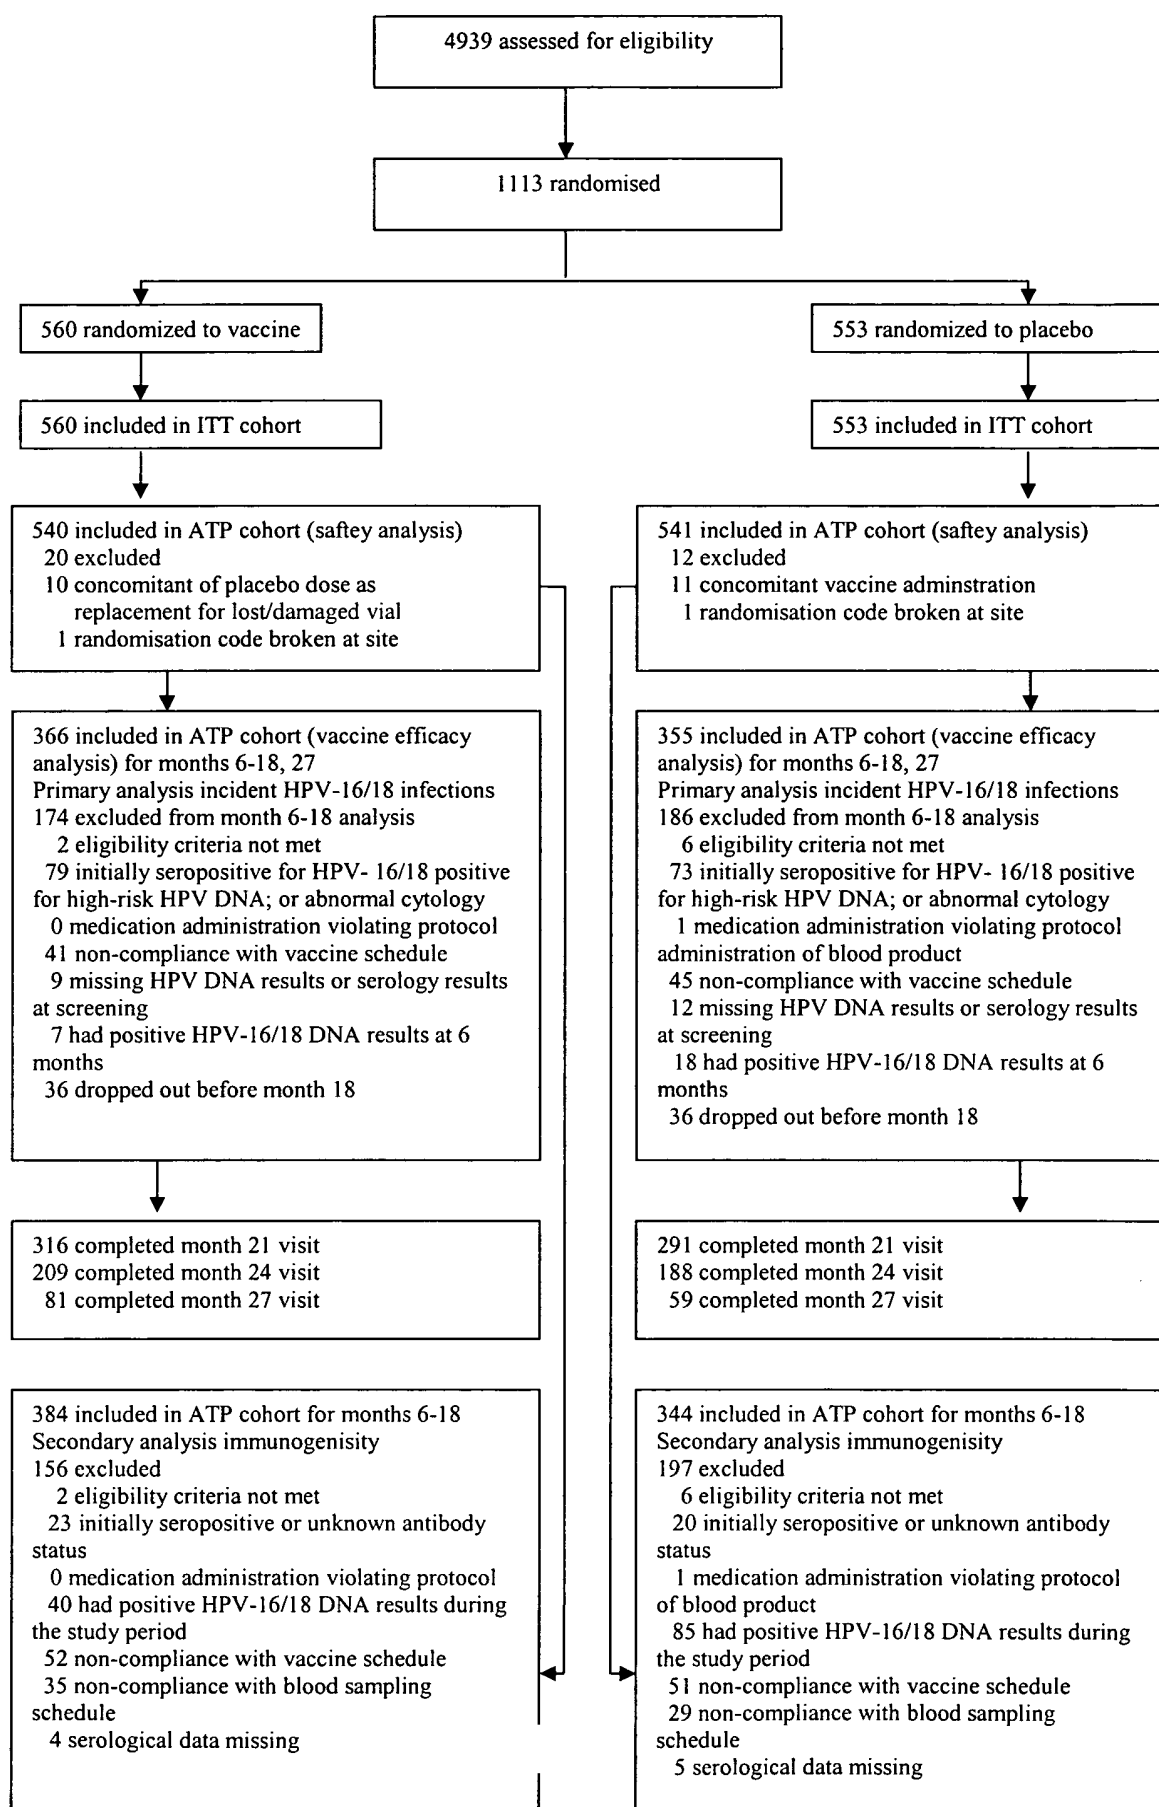 4939 assessed for eligibility
1113 randomised
560 randomized to vaccine
553 randomized to placebo
560 included in ITT cohort
553 included in ITT cohort
540 included in ATP cohort (saftey analysis)
20 excluded
10 concomitant of placebo dose as
replacement for lost/damaged vial
1 randomisation code broken at site
541 included in ATP cohort (saftey analysis)
12 excluded
11 concomitant vaccine adminstration
1 randomisation code broken at site
366 included in ATP cohort (vaccine efficacy
analysis) for months 6-18, 27
Primary analysis incident HPV-16/18 infections
174 excluded from month 6-18 analysis
2 eligibility criteria not met
79 initially seropositive for HPV- 16/18 positive
for high-risk HPV DNA; or abnormal cytology
0 medication administration violating protocol
41 non-compliance with vaccine schedule
9 missing HPV DNA results or serology results
at screening
7 had positive HPV-16/18 DNA results at 6
months
36 dropped out before month 18
355 included in ATP cohort (vaccine efficacy
analysis) for months 6-18, 27
Primary analysis incident HPV-16/18 infections
186 excluded from month 6-18 analysis
6 eligibility criteria not met
73 initially seropositive for HPV- 16/18 positive
for high-risk HPV DNA; or abnormal cytology
1 medication administration violating protocol
administration of blood product
45 non-compliance with vaccine schedule
12 missing HPV DNA results or serology results
at screening
18 had positive HPV-16/18 DNA results at 6
months
36 dropped out before month 18
316 completed month 21 visit
209 completed month 24 visit
81 completed month 27 visit
291 completed month 21 visit
188 completed month 24 visit
59 completed month 27 visit
384 included in ATP cohort for months 6-18
Secondary analysis immunogenisity
156 excluded
2 eligibility criteria not met
23 initially seropositive or unknown antibody
status
0 medication administration violating protocol
40 had positive HPV-16/18 DNA results during
the study period
52 non-compliance with vaccine schedule
35 non-compliance with blood sampling
schedule
4 serological data missing
344 included in ATP cohort for months 6-18
Secondary analysis immunogenisity
197 excluded
6 eligibility criteria not met
20 initially seropositive or unknown antibody
status
1 medication administration violating protocol
of blood product
85 had positive HPV-16/18 DNA results during
the study period
51 non-compliance with vaccine schedule
29 non-compliance with blood sampling
schedule
5 serological data missing